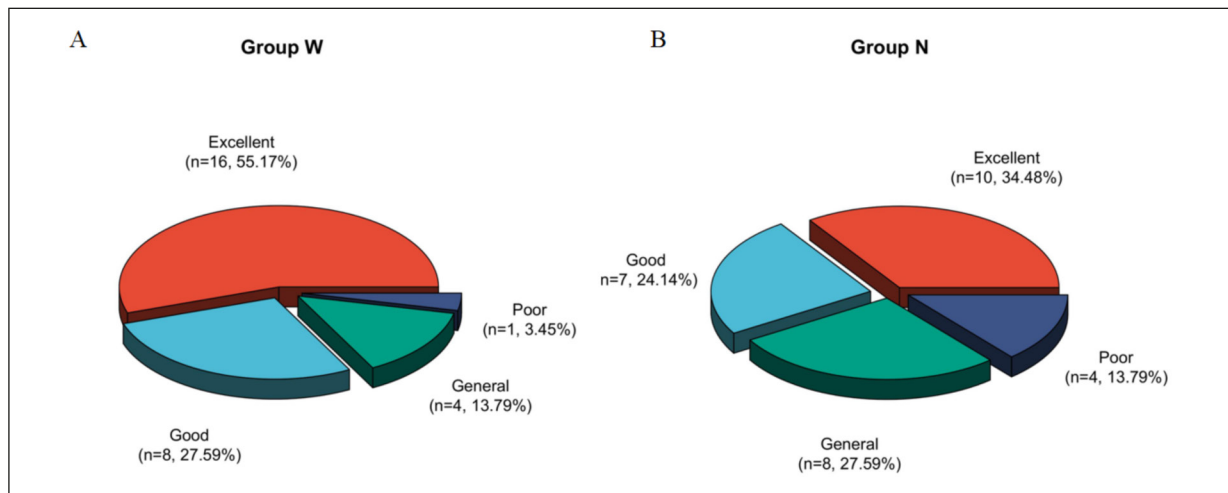 A
Group W
Excellent
(n=16, 55.17%)
Poor
(n=1, 3.45%)
General
(n=4, 13.79%)
Good
(n=8, 27.59%)
B
Group N
Excellent
(n=10, 34.48%)
Good
n=7, 24.14%)
Poor
(n=4, 13.79%)
General
(n=8, 27.59%)